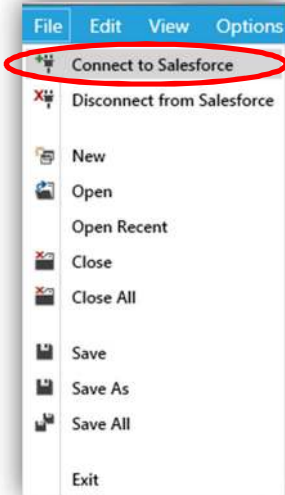 File Edit View Options
Connect to Salesforce
Disconnect from Salesforce
New
Open
Open Recent
Close
Close All
Save
Save As
Save All
Exit